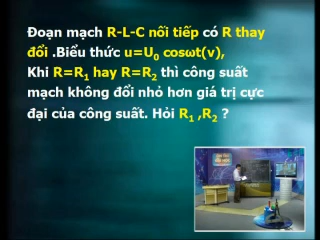 Đoạn mạch R-L-C nối tiếp có R thay
đổi .Biểu thức u=U₀ cosωt(v),
Khi R=R₁ hay R=R₂ thì công suất
mạch không đổi nhỏ hơn giá trị cực
đại của công suất. Hỏi R₁ ,R₂ ?